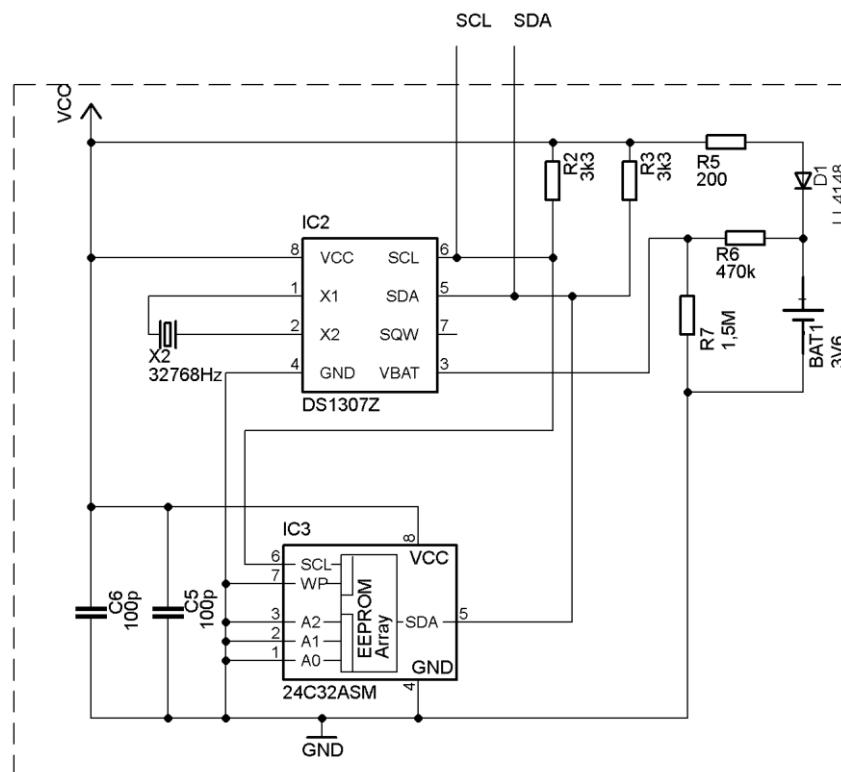 SCL SDA
VCC
R2
3k3
R3
3k3
R5
200
D1
R6
470k
R7
1,5M
BAT1
3V6
+
IC2
8 VCC SCL 6
1 X1 SDA 5
2 X2 SQW 7
4 GND VBAT 3
DS1307Z
X2
32768Hz
IC3
8
VCC
6 SCL
7 WP
3 A2
2 A1
1 A0
EEPROM
Array
SDA 5
GND
4
24C32ASM
C6
100p
C5
100p
GND